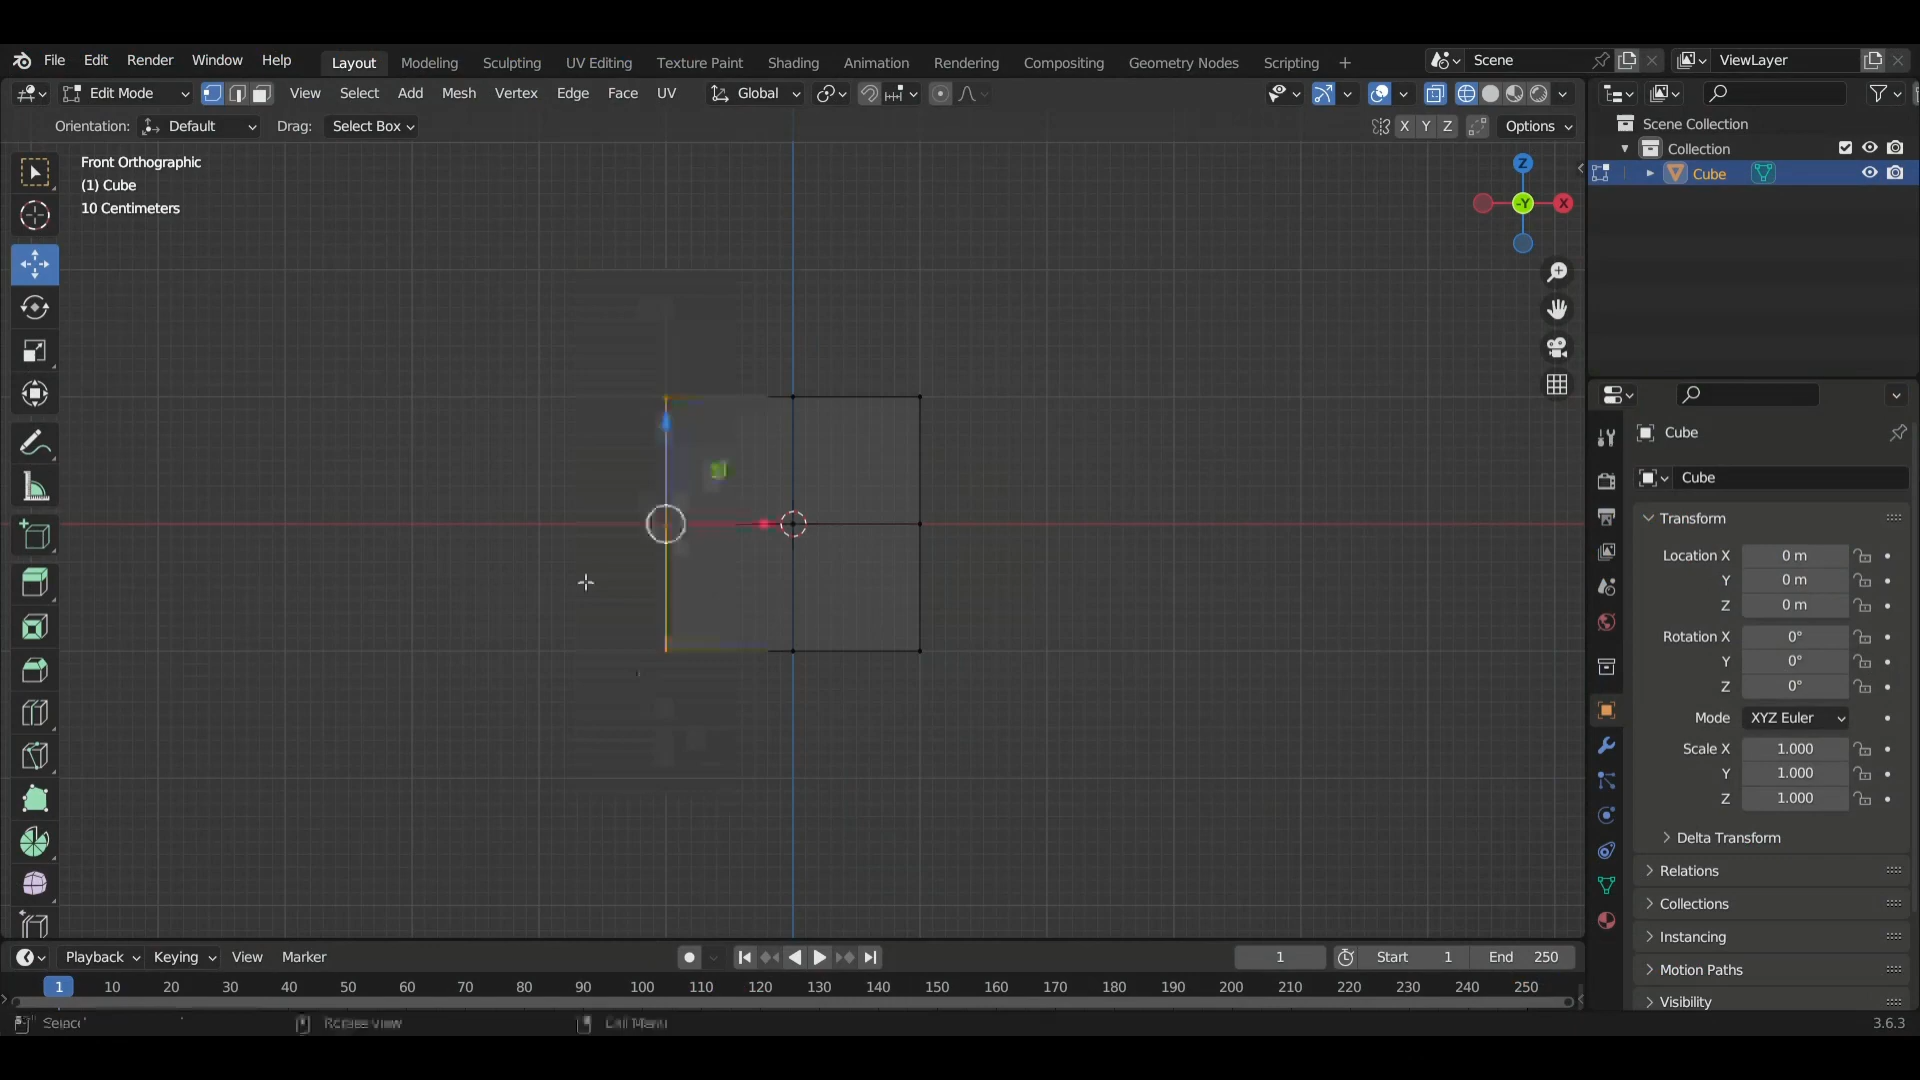 File Edit Render Window Help Layout Modeling Sculpting UV Editing Texture Paint Shading Animation Rendering Compositing Geometry Nodes Scripting + Scene ViewLayer
Edit Mode View Select Add Mesh Vertex Edge Face UV Global
Orientation: Default Drag: Select Box X Y Z Options
Front Orthographic
(1) Cube
10 Centimeters
Z
-Y X
Scene Collection
Collection
Cube
Cube
Cube
Transform
Location X 0 m
Y 0 m
Z 0 m
Rotation X 0°
Y 0°
Z 0°
Mode XYZ Euler
Scale X 1.000
Y 1.000
Z 1.000
Delta Transform
Relations
Collections
Instancing
Motion Paths
Visibility
Playback Keying View Marker 1 Start 1 End 250
1 10 20 30 40 50 60 70 80 90 100 110 120 130 140 150 160 170 180 190 200 210 220 230 240 250
Select Rotate View Call Menu 3.6.3